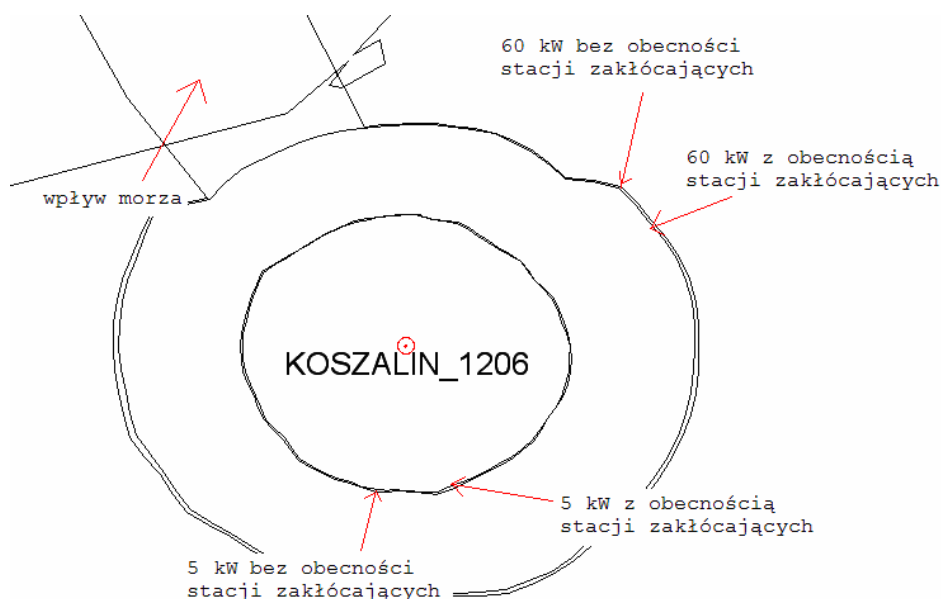 60 kW bez obecności
stacji zakłócających
60 kW z obecnością
stacji zakłócających
wpływ morza
KOSZALIN_1206
5 kW z obecnością
stacji zakłócających
5 kW bez obecności
stacji zakłócających